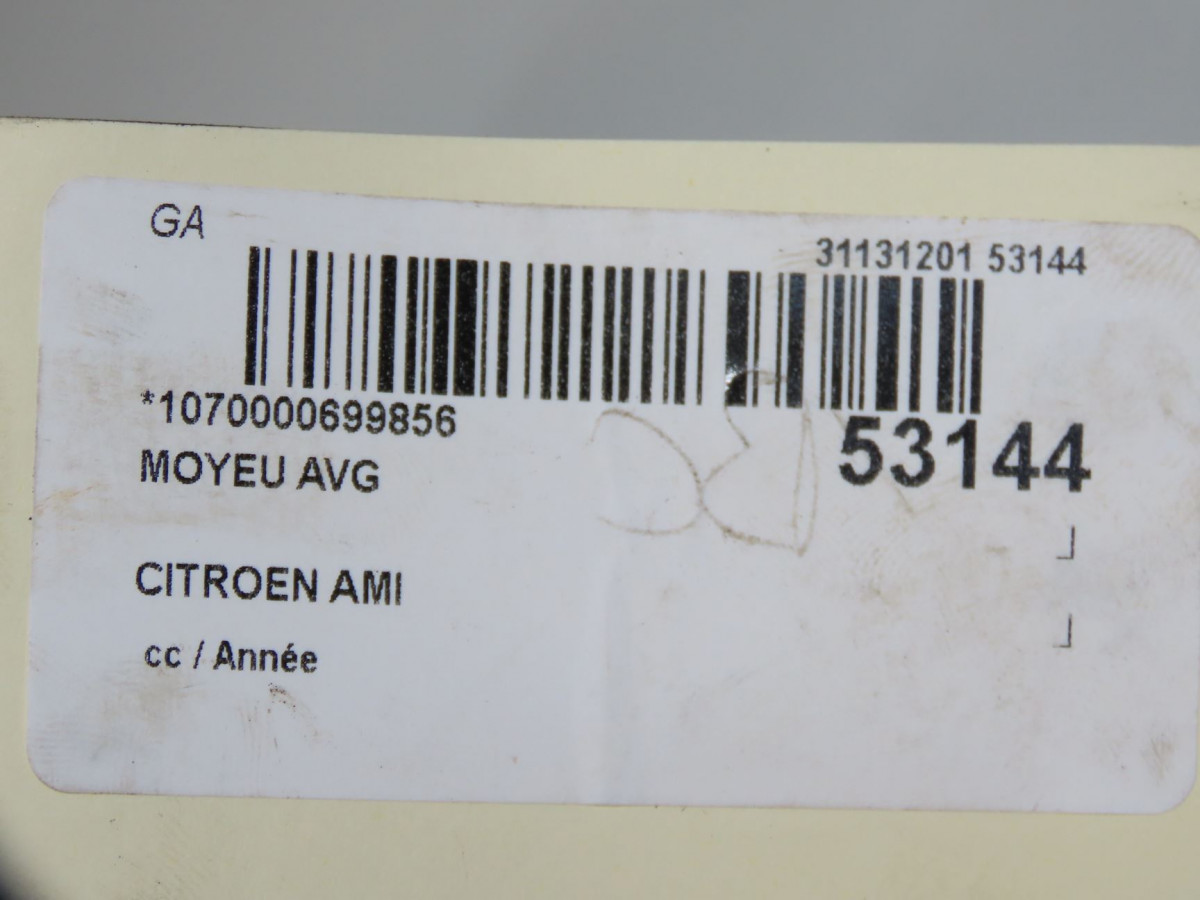 GA
31131201 53144
*1070000699856
53144
MOYEU AVG
CITROEN AMI
cc / Année